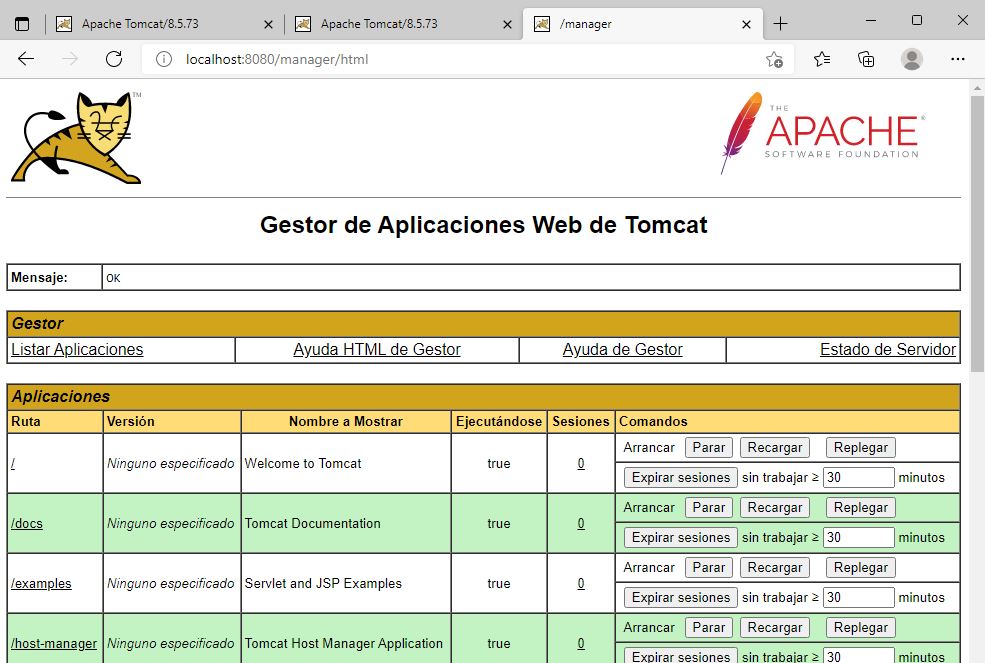 Apache Tomcat/8.5.73
Apache Tomcat/8.5.73
/manager
localhost:8080/manager/html
TM
THE
APACHE
SOFTWARE FOUNDATION
Gestor de Aplicaciones Web de Tomcat
Mensaje: OK
Gestor
Listar Aplicaciones Ayuda HTML de Gestor Ayuda de Gestor Estado de Servidor
Aplicaciones
Ruta Versión Nombre a Mostrar Ejecutándose Sesiones Comandos
/ Ninguno especificado Welcome to Tomcat true 0 Arrancar Parar Recargar Replegar
Expirar sesiones sin trabajar ≥ 30 minutos
/docs Ninguno especificado Tomcat Documentation true 0 Arrancar Parar Recargar Replegar
Expirar sesiones sin trabajar ≥ 30 minutos
/examples Ninguno especificado Servlet and JSP Examples true 0 Arrancar Parar Recargar Replegar
Expirar sesiones sin trabajar ≥ 30 minutos
/host-manager Ninguno especificado Tomcat Host Manager Application true 0 Arrancar Parar Recargar Replegar
Expirar sesiones sin trabajar ≥ 30 minutos